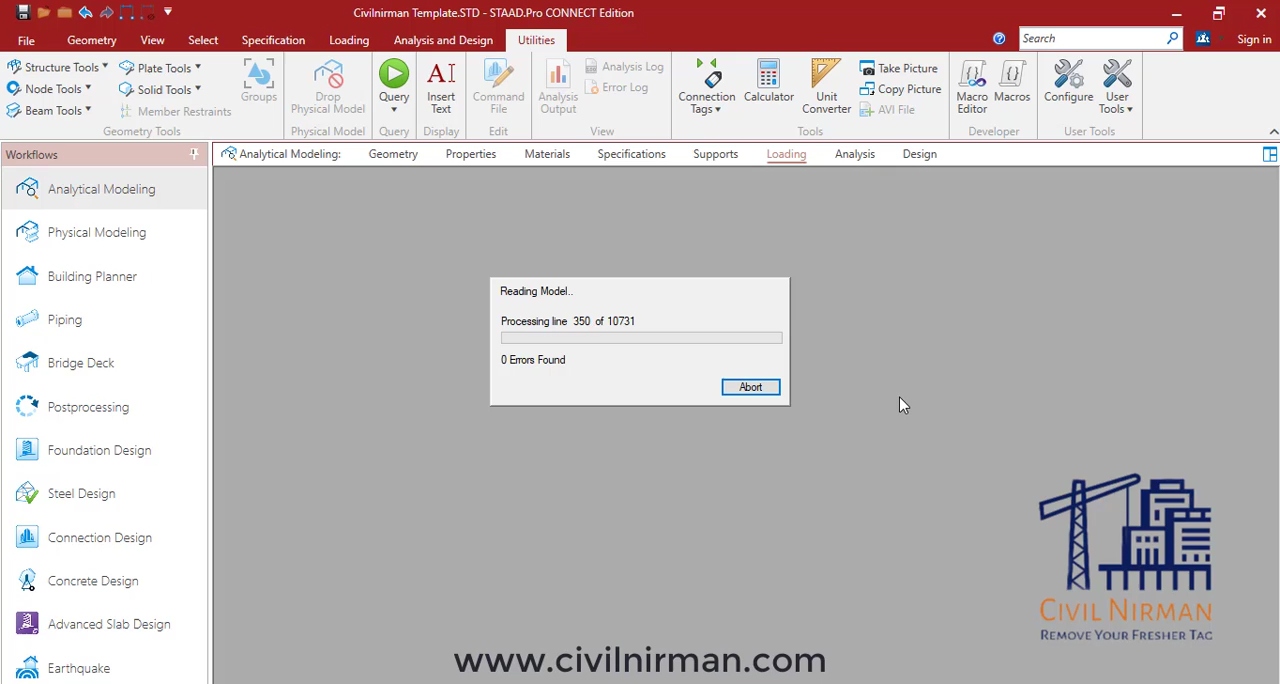 Civilnirman Template.STD - STAAD.Pro CONNECT Edition
File Geometry View Select Specification Loading Analysis and Design Utilities Search Sign in
Structure Tools
Node Tools
Beam Tools
Plate Tools
Solid Tools
Member Restraints
Geometry Tools
Groups
Drop
Physical Model
Physical Model
Query
Query
Insert
Text
Display
Command
File
Edit
Analysis
Output
Analysis Log
Error Log
View
Connection
Tags
Calculator
Unit
Converter
Take Picture
Copy Picture
AVI File
Tools
Macro
Editor
Macros
Developer
Configure
User
Tools
User Tools
Workflows
Analytical Modeling: Geometry Properties Materials Specifications Supports Loading Analysis Design
Analytical Modeling
Physical Modeling
Building Planner
Piping
Bridge Deck
Postprocessing
Foundation Design
Steel Design
Connection Design
Concrete Design
Advanced Slab Design
Earthquake
Reading Model..
Processing line 350 of 10731
0 Errors Found
Abort
CIVIL NIRMAN
REMOVE YOUR FRESHER TAG
www.civilnirman.com